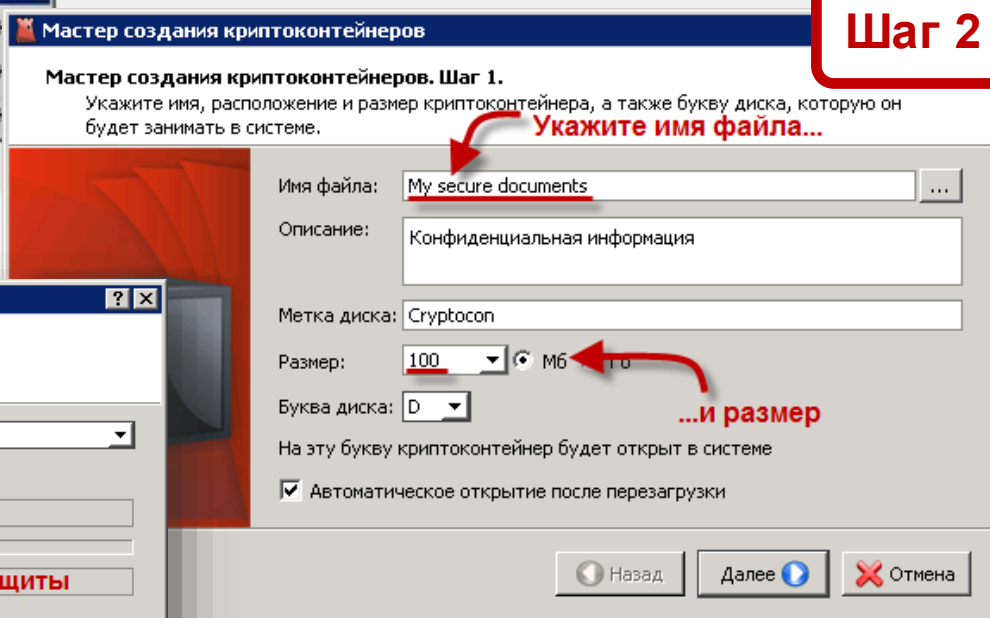 Шаг 2
Мастер создания криптоконтейнеров
Мастер создания криптоконтейнеров. Шаг 1.
Укажите имя, расположение и размер криптоконтейнера, а также букву диска, которую он
будет занимать в системе.
Укажите имя файла...
Имя файла: My secure documents ...
Описание: Конфиденциальная информация
Метка диска: Cryptocon
Размер: 100 Мб
...и размер
Буква диска: D
На эту букву криптоконтейнер будет открыт в системе
Автоматическое открытие после перезагрузки
щиты
Назад Далее Отмена